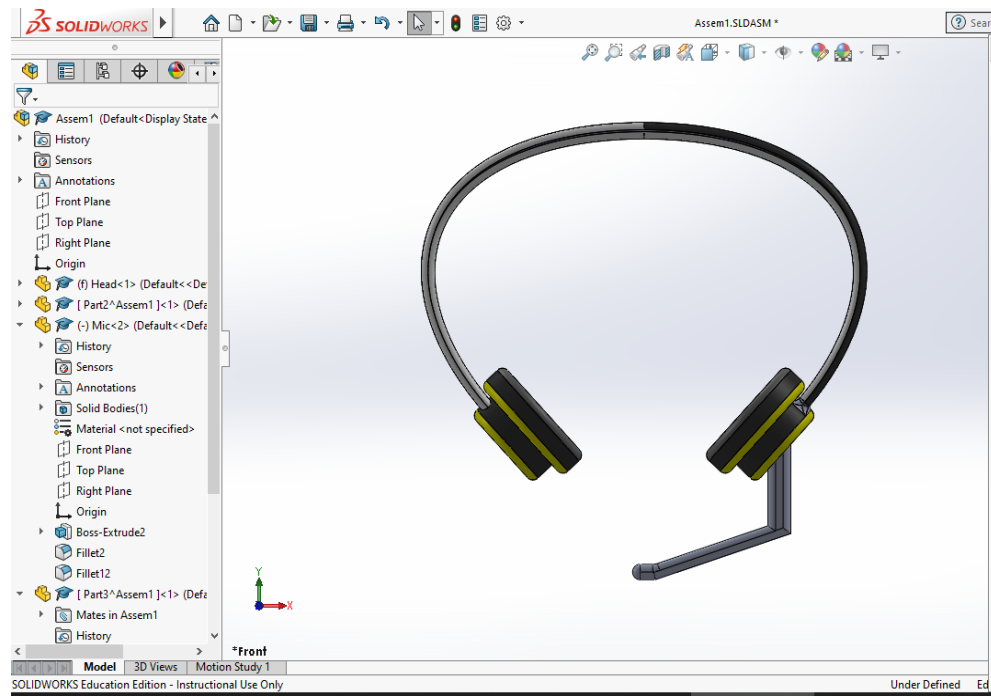 SOLIDWORKS
Assem1.SLDASM *
? Sear
Assem1 (Default<Display State
History
Sensors
A Annotations
Front Plane
Top Plane
Right Plane
Origin
(f) Head<1> (Default<<De
[ Part2^Assem1 ]<1> (Defa
(-) Mic<2> (Default<<Defa
History
Sensors
A Annotations
Solid Bodies(1)
Material <not specified>
Front Plane
Top Plane
Right Plane
Origin
Boss-Extrude2
Fillet2
Fillet12
[ Part3^Assem1 ]<1> (Defa
Mates in Assem1
History
Y
X
*Front
Model 3D Views Motion Study 1
SOLIDWORKS Education Edition - Instructional Use Only Under Defined Ed